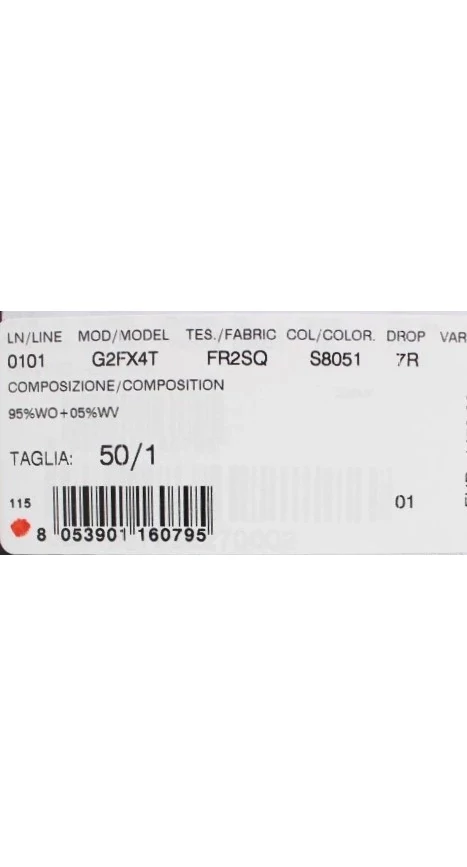 LN/LINE MOD/MODEL TES./FABRIC COL/COLOR. DROP VAR
0101 G2FX4T FR2SQ S8051 7R
COMPOSIZIONE/COMPOSITION
95%WO+05%WV
TAGLIA: 50/1
115
01
8 053901 160795